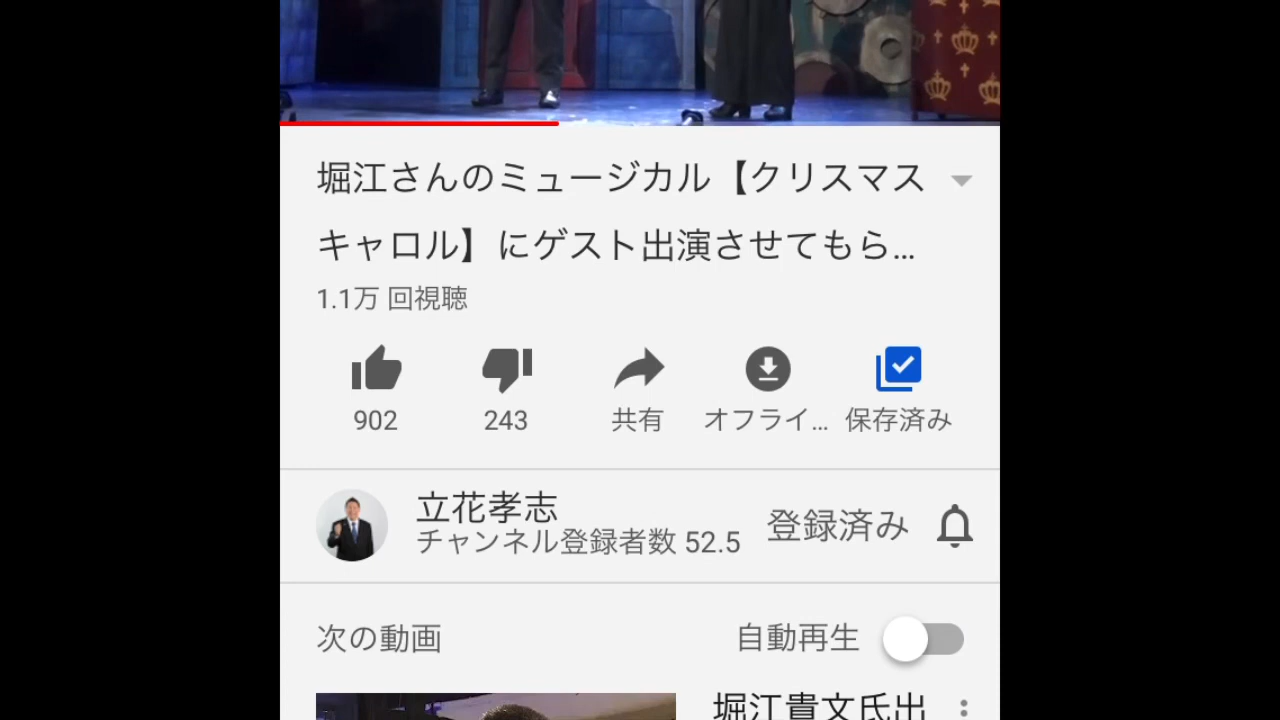 堀江さんのミュージカル【クリスマス
キャロル】にゲスト出演させてもら...
1.1万 回視聴
902
243
共有
オフライ...
保存済み
立花孝志
チャンネル登録者数 52.5
登録済み
次の動画
自動再生
堀江貴文氏出